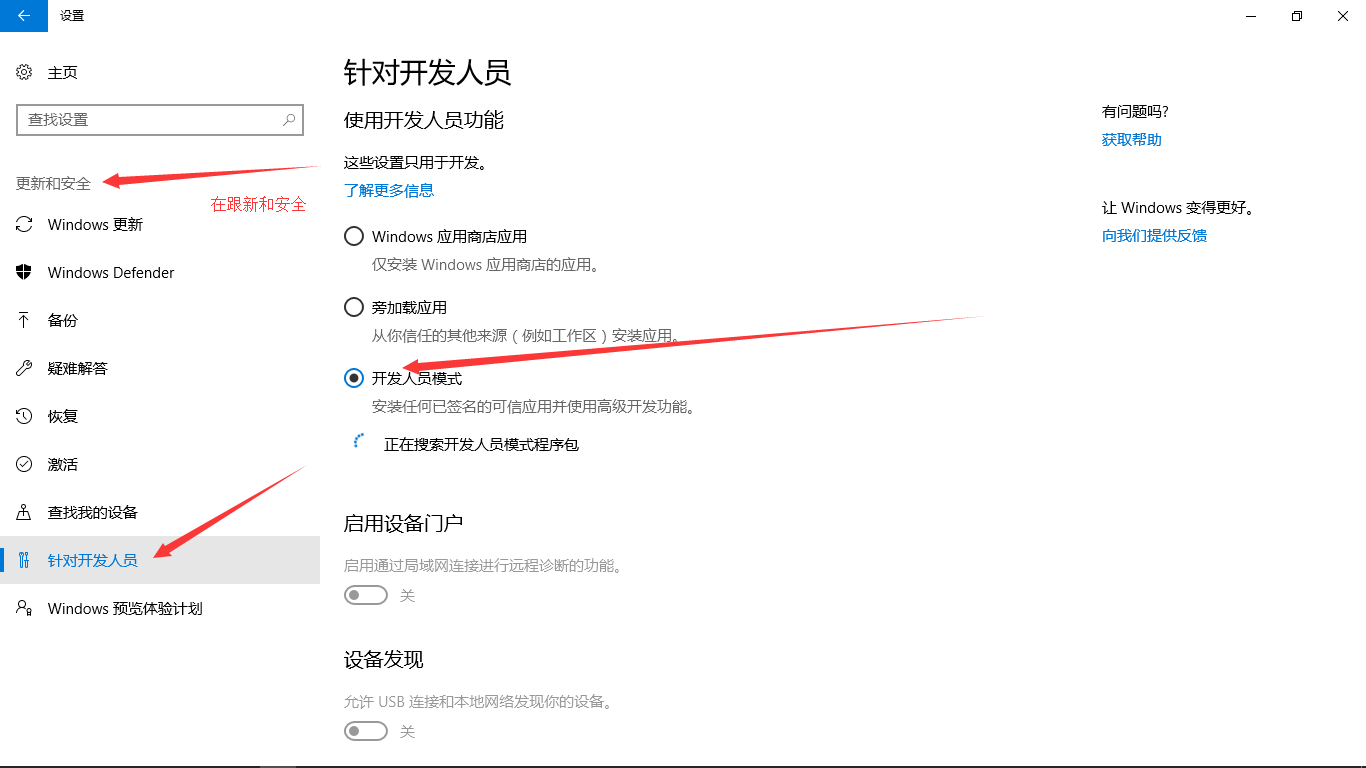 设置
主页
查找设置
更新和安全
在跟新和安全
Windows 更新
Windows Defender
备份
疑难解答
恢复
激活
查找我的设备
针对开发人员
Windows 预览体验计划
针对开发人员
使用开发人员功能
这些设置只用于开发。
了解更多信息
Windows 应用商店应用
仅安装 Windows 应用商店的应用。
旁加载应用
从你信任的其他来源（例如工作区）安装应用。
开发人员模式
安装任何已签名的可信应用并使用高级开发功能。
正在搜索开发人员模式程序包
启用设备门户
启用通过局域网连接进行远程诊断的功能。
关
设备发现
允许 USB 连接和本地网络发现你的设备。
关
有问题吗?
获取帮助
让 Windows 变得更好。
向我们提供反馈